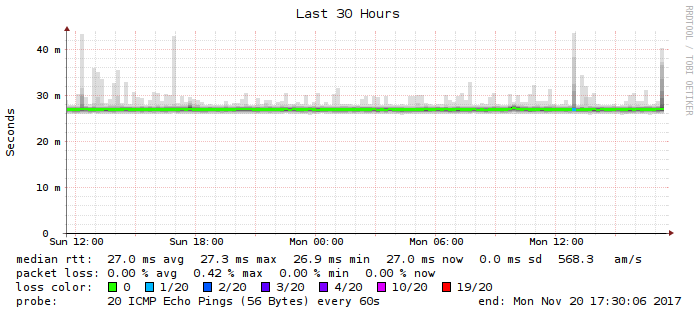 Last 30 Hours
RRDTOOL / TOBI OETIKER
Seconds
40 m
30 m
20 m
10 m
0
Sun 12:00 Sun 18:00 Mon 00:00 Mon 06:00 Mon 12:00
median rtt: 27.0 ms avg 27.3 ms max 26.9 ms min 27.0 ms now 0.0 ms sd 568.3 am/s
packet loss: 0.00 % avg 0.42 % max 0.00 % min 0.00 % now
loss color: 0 1/20 2/20 3/20 4/20 10/20 19/20
probe: 20 ICMP Echo Pings (56 Bytes) every 60s end: Mon Nov 20 17:30:06 2017